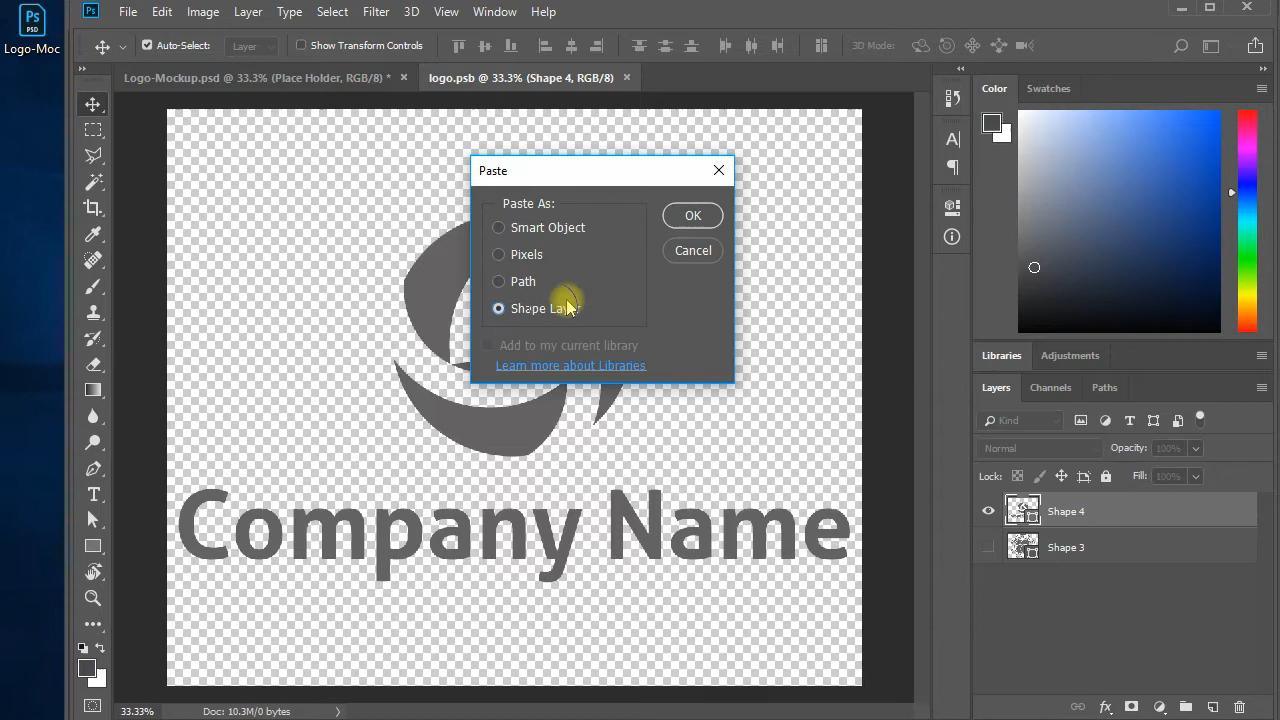 Ps
File Edit Image Layer Type Select Filter 3D View Window Help
PSD
Logo-Moc
Auto-Select: Layer Show Transform Controls 3D Mode:
Logo-Mockup.psd @ 33.3% (Place Holder, RGB/8) * × logo.psb @ 33.3% (Shape 4, RGB/8) ×
Color Swatches
Paste
Paste As:
Smart Object
Pixels
Path
Shape
OK
Cancel
Add to my current library
Learn more about Libraries
Company Name
Libraries Adjustments
Layers Channels Paths
Kind
Normal Opacity: 100%
Lock: Fill: 100%
Shape 4
Shape 3
33.33% Doc: 10.3M/0 bytes